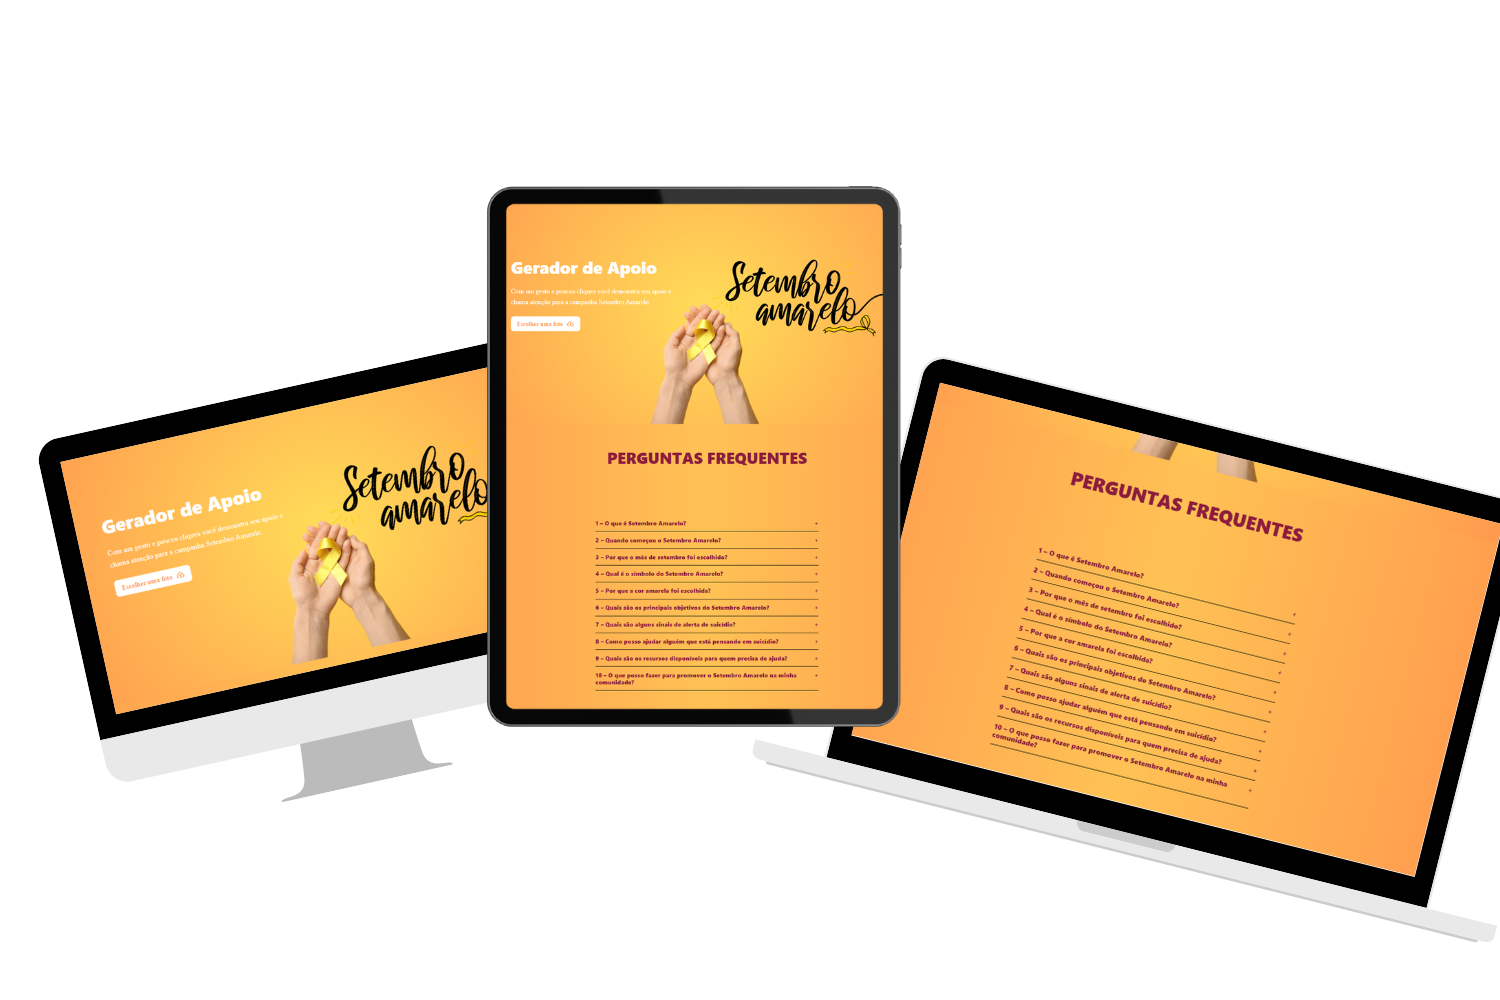 Gerador de Apoio
Com um gesto e poucos cliques você demonstra seu apoio e
chama atenção para a campanha Setembro Amarelo.
Escolher uma foto
Setembro
amarelo
Gerador de Apoio
Com um gesto e poucos cliques você demonstra seu apoio e
chama atenção para a campanha Setembro Amarelo.
Escolher uma foto
Setembro
amarelo
PERGUNTAS FREQUENTES
1 – O que é Setembro Amarelo? +
2 – Quando começou o Setembro Amarelo? +
3 – Por que o mês de setembro foi escolhido? +
4 – Qual é o símbolo do Setembro Amarelo? +
5 – Por que a cor amarela foi escolhida? +
6 – Quais são os principais objetivos do Setembro Amarelo? +
7 – Quais são alguns sinais de alerta de suicídio? +
8 – Como posso ajudar alguém que está pensando em suicídio? +
9 – Quais são os recursos disponíveis para quem precisa de ajuda? +
10 – O que posso fazer para promover o Setembro Amarelo na minha +
comunidade?
PERGUNTAS FREQUENTES
1 – O que é Setembro Amarelo? +
2 – Quando começou o Setembro Amarelo? +
3 – Por que o mês de setembro foi escolhido? +
4 – Qual é o símbolo do Setembro Amarelo? +
5 – Por que a cor amarela foi escolhida? +
6 – Quais são os principais objetivos do Setembro Amarelo? +
7 – Quais são alguns sinais de alerta de suicídio? +
8 – Como posso ajudar alguém que está pensando em suicídio? +
9 – Quais são os recursos disponíveis para quem precisa de ajuda? +
10 – O que posso fazer para promover o Setembro Amarelo na minha +
comunidade?